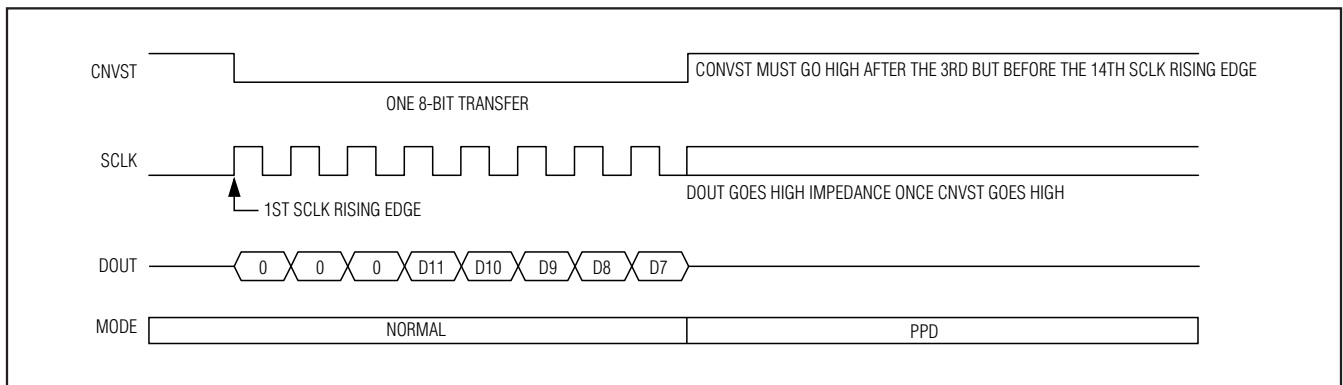 CNVST
CONVST MUST GO HIGH AFTER THE 3RD BUT BEFORE THE 14TH SCLK RISING EDGE
ONE 8-BIT TRANSFER
SCLK
DOUT GOES HIGH IMPEDANCE ONCE CNVST GOES HIGH
1ST SCLK RISING EDGE
DOUT 0 0 0 D11 D10 D9 D8 D7
MODE NORMAL PPD